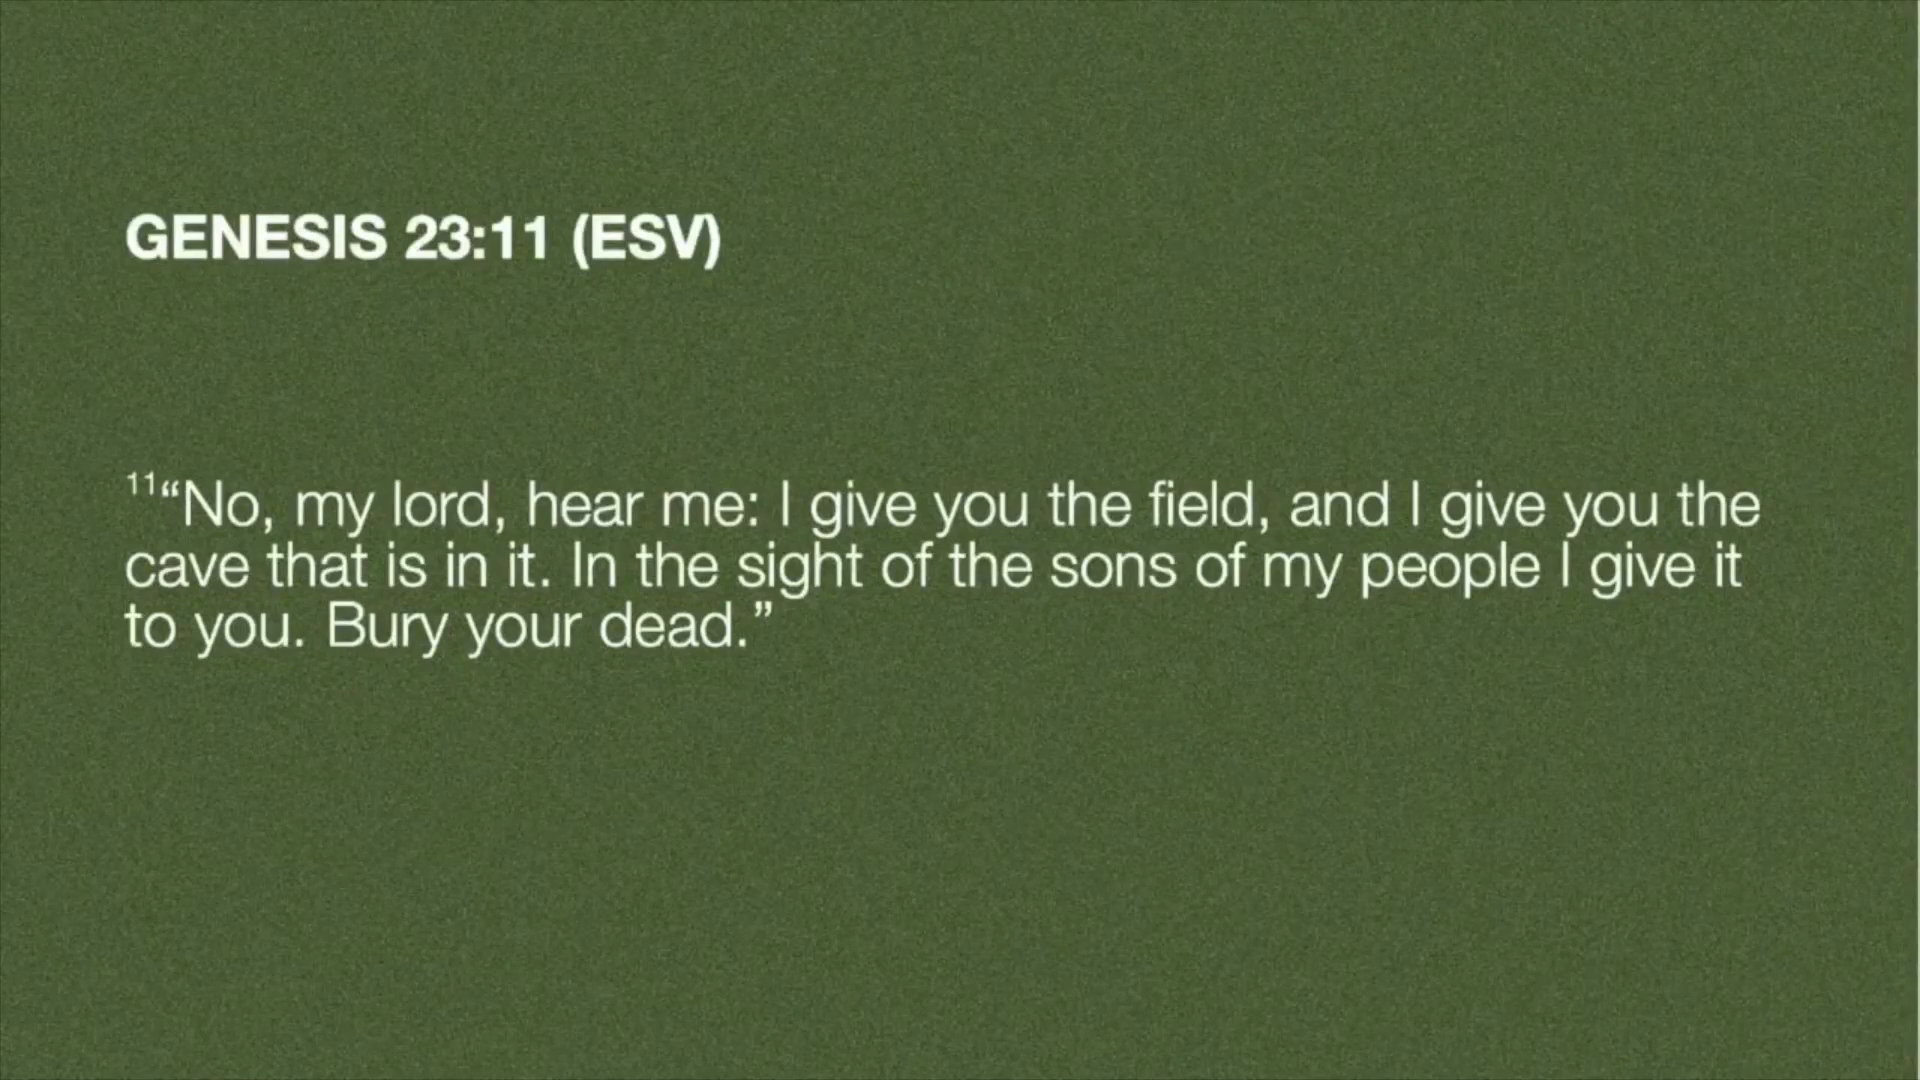 GENESIS 23:11 (ESV)
11“No, my lord, hear me: I give you the field, and I give you the
cave that is in it. In the sight of the sons of my people I give it
to you. Bury your dead.”